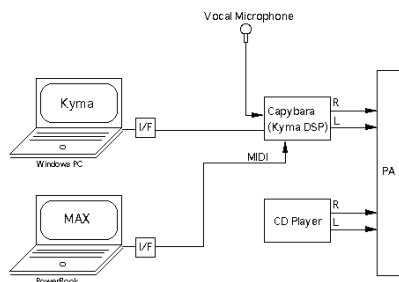 Vocal Microphone
Kyma
I/F
Windows PC
Capybara
(Kyma DSP)
R
L
MIDI
PA
MAX
I/F
PowerBook
CD Player
R
L